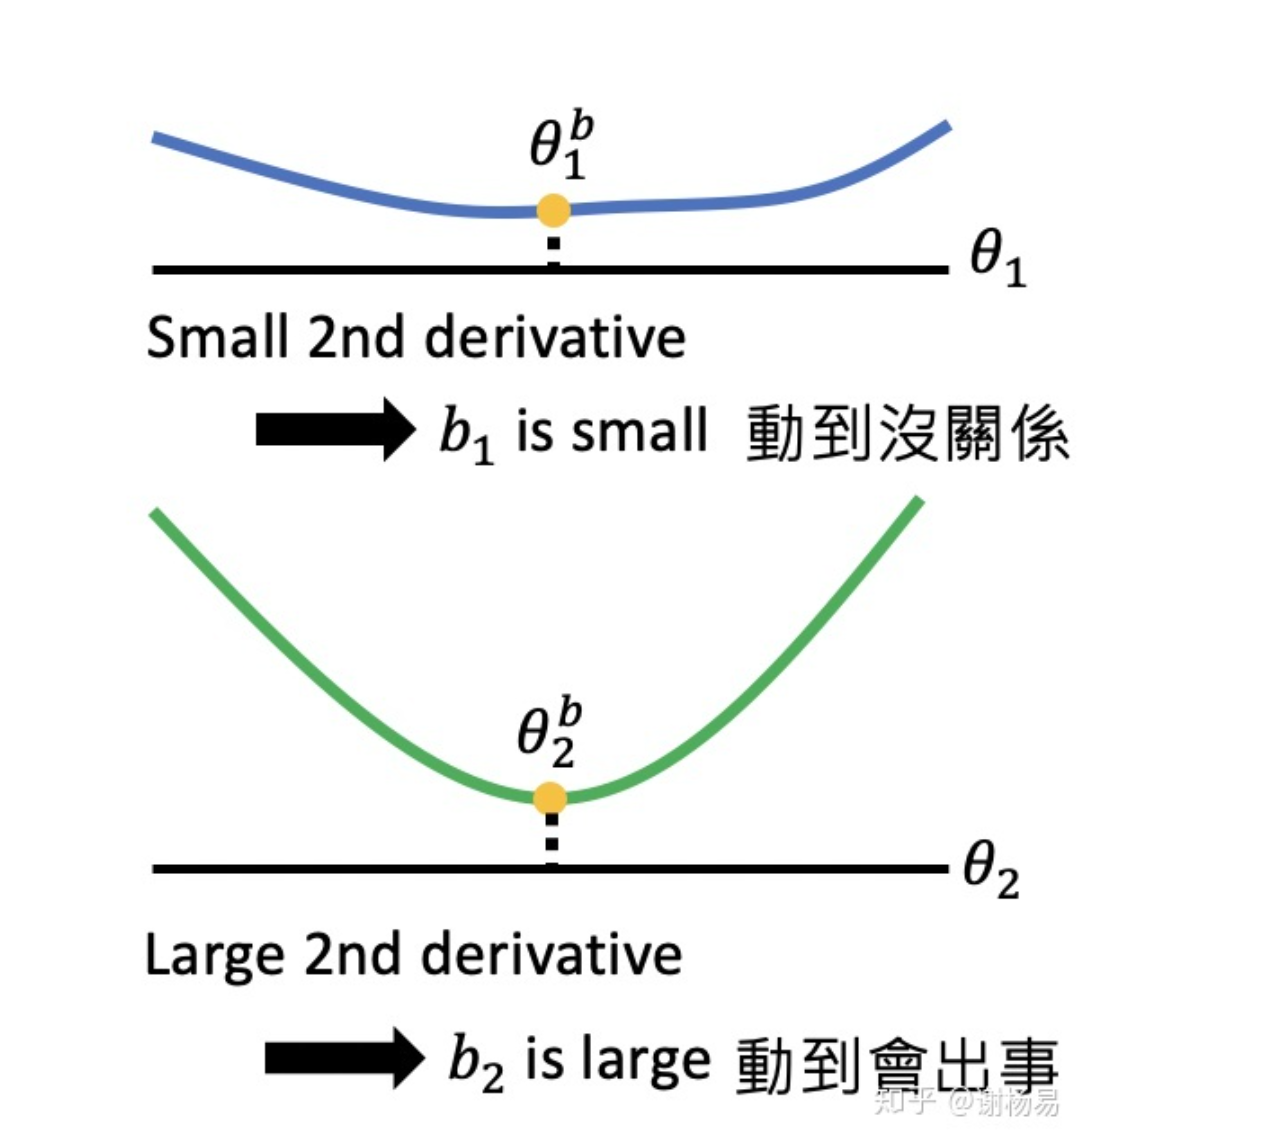 θ₁ᵇ
θ₁
Small 2nd derivative
b₁ is small 動到沒關係
θ₂ᵇ
θ₂
Large 2nd derivative
b₂ is large 動到會出事
知乎 @谢杨易